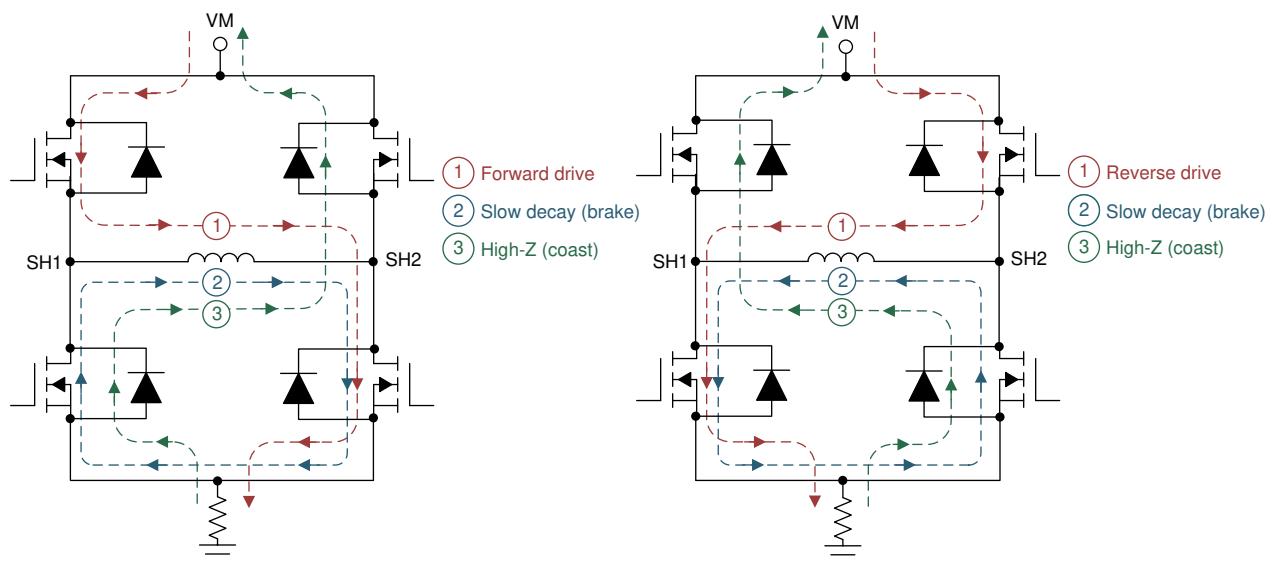 VM
1 Forward drive
2 Slow decay (brake)
3 High-Z (coast)
1
SH1
SH2
2
3
VM
1 Reverse drive
2 Slow decay (brake)
3 High-Z (coast)
1
SH1
SH2
2
3